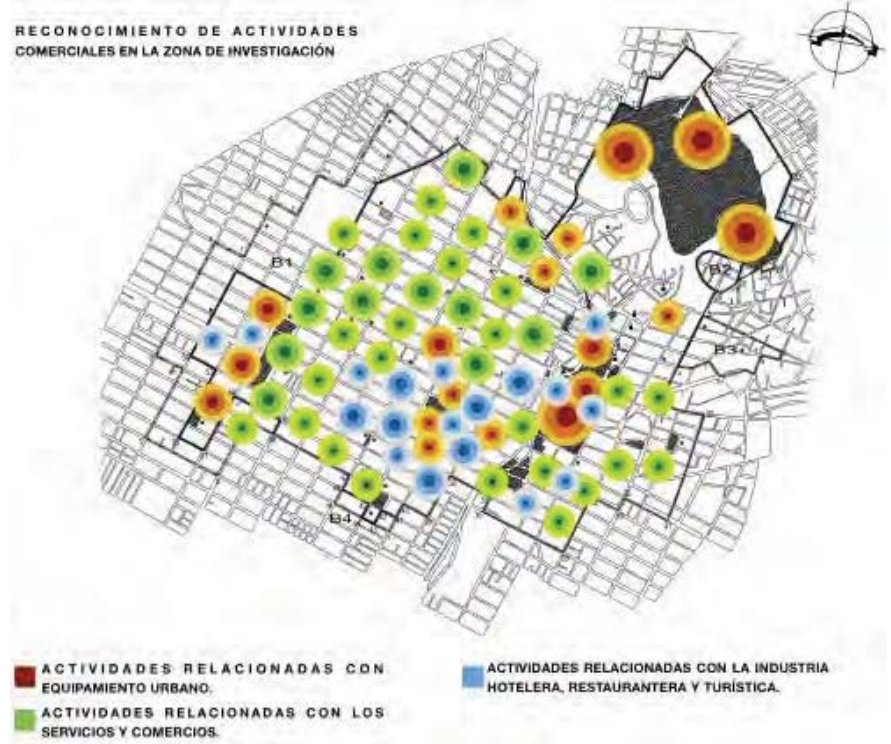 RECONOCIMIENTO DE ACTIVIDADES
COMERCIALES EN LA ZONA DE INVESTIGACIÓN
B1
B2
B3
B4
ACTIVIDADES RELACIONADAS CON
EQUIPAMIENTO URBANO.
ACTIVIDADES RELACIONADAS CON LOS
SERVICIOS Y COMERCIOS.
ACTIVIDADES RELACIONADAS CON LA INDUSTRIA
HOTELERA, RESTAURANTERA Y TURÍSTICA.